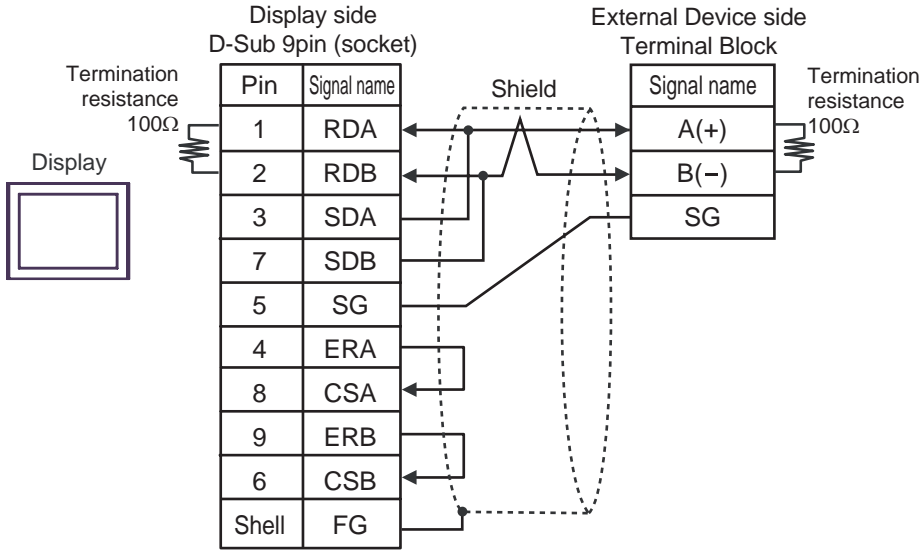 Display side
D-Sub 9pin (socket)
External Device side
Terminal Block
Termination
resistance
100Ω
Display
Shield
Termination
resistance
100Ω
Pin Signal name
1 RDA
2 RDB
3 SDA
7 SDB
5 SG
4 ERA
8 CSA
9 ERB
6 CSB
Shell FG
Signal name
A(+)
B(−)
SG